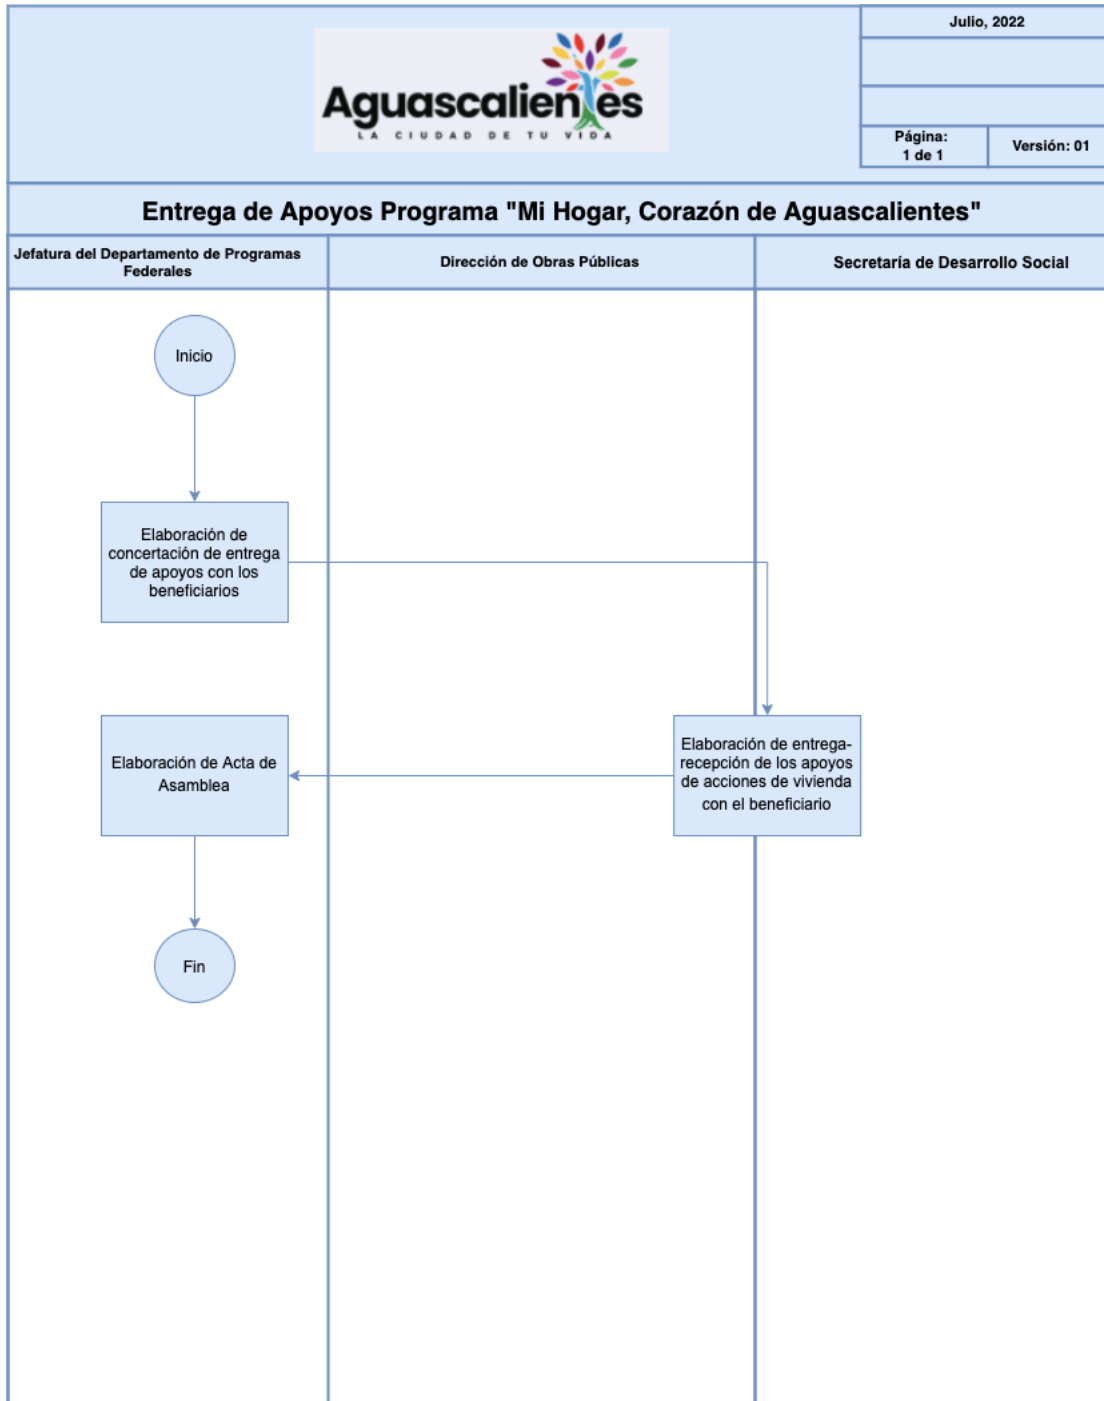 Julio, 2022
Aguascalientes
LA CIUDAD DE TU VIDA
Página:
1 de 1
Versión: 01
Entrega de Apoyos Programa "Mi Hogar, Corazón de Aguascalientes"
Jefatura del Departamento de Programas
Federales
Dirección de Obras Públicas
Secretaría de Desarrollo Social
Inicio
Elaboración de
concertación de entrega
de apoyos con los
beneficiarios
Elaboración de entrega-
recepción de los apoyos
de acciones de vivienda
con el beneficiario
Elaboración de Acta de
Asamblea
Fin